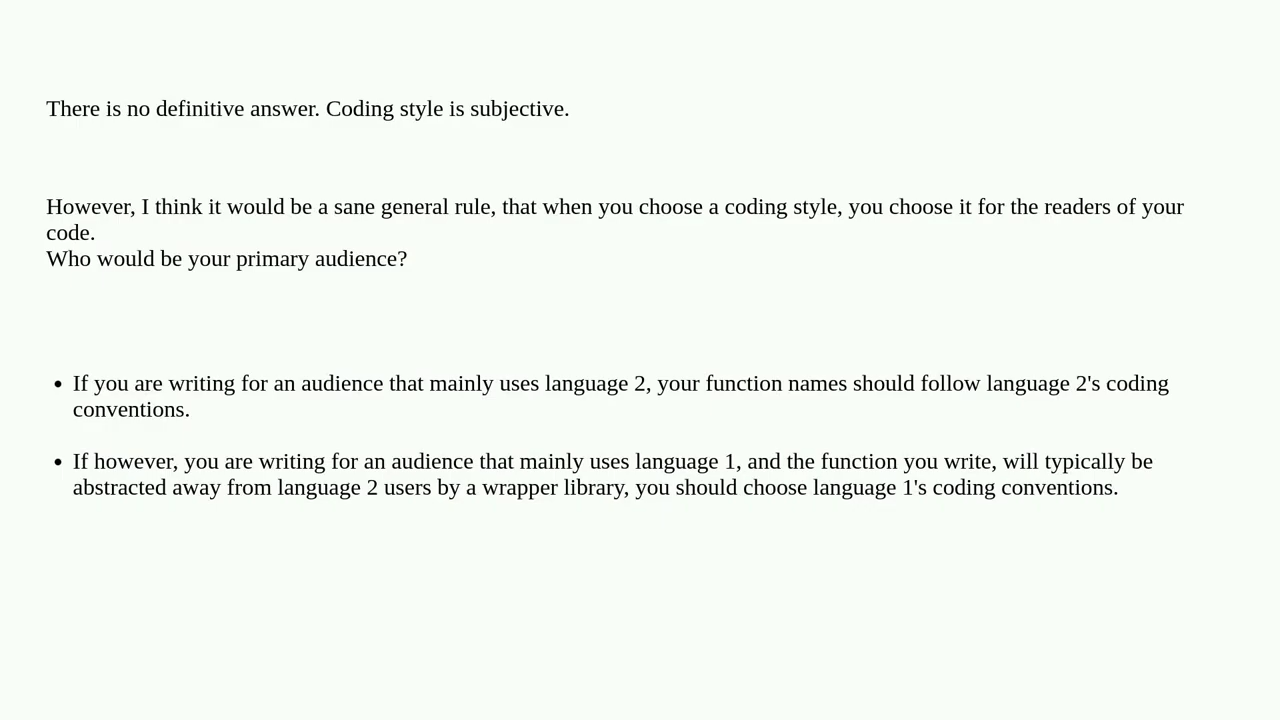 There is no definitive answer. Coding style is subjective.
However, I think it would be a sane general rule, that when you choose a coding style, you choose it for the readers of your
code.
Who would be your primary audience?
• If you are writing for an audience that mainly uses language 2, your function names should follow language 2's coding
conventions.
• If however, you are writing for an audience that mainly uses language 1, and the function you write, will typically be
abstracted away from language 2 users by a wrapper library, you should choose language 1's coding conventions.